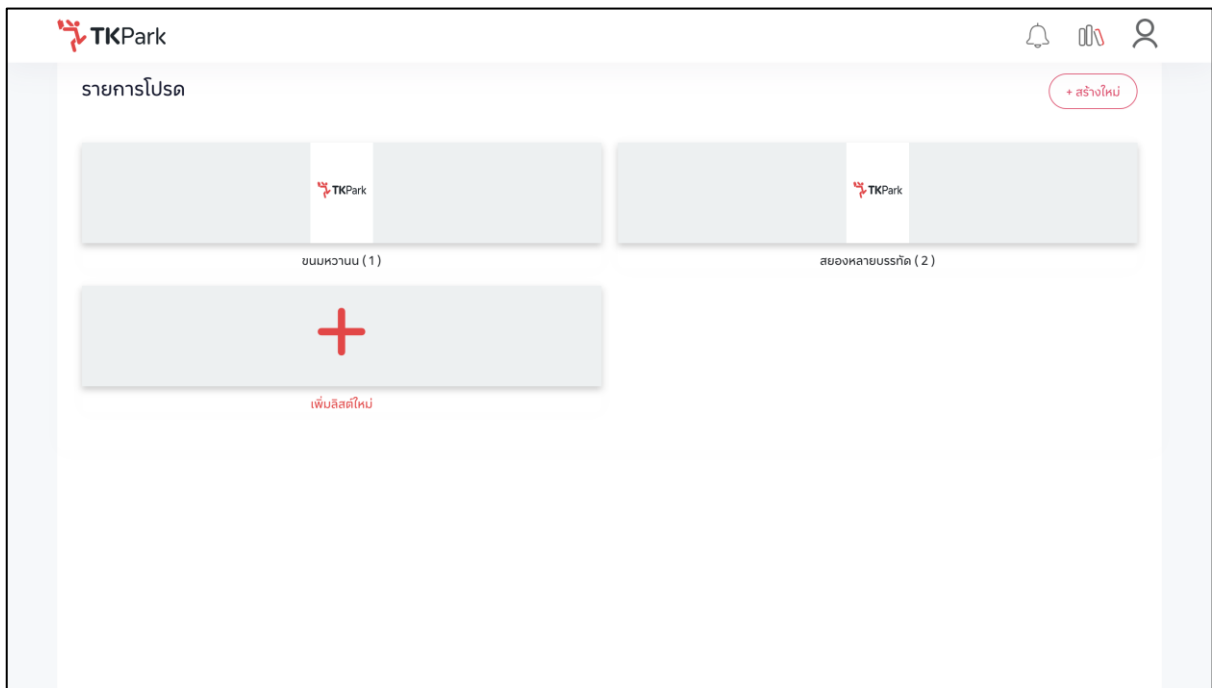 TKPark
รายการโปรด
+ สร้างใหม่
TKPark
TKPark
ขนมหวานน ( 1 )
สยองหลายบรรทัด ( 2 )
เพิ่มลิสต์ใหม่